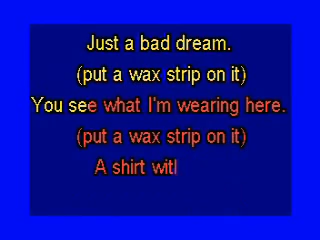 Just a bad dream.
(put a wax strip on it)
You see what I'm wearing here.
(put a wax strip on it)
A shirt wit